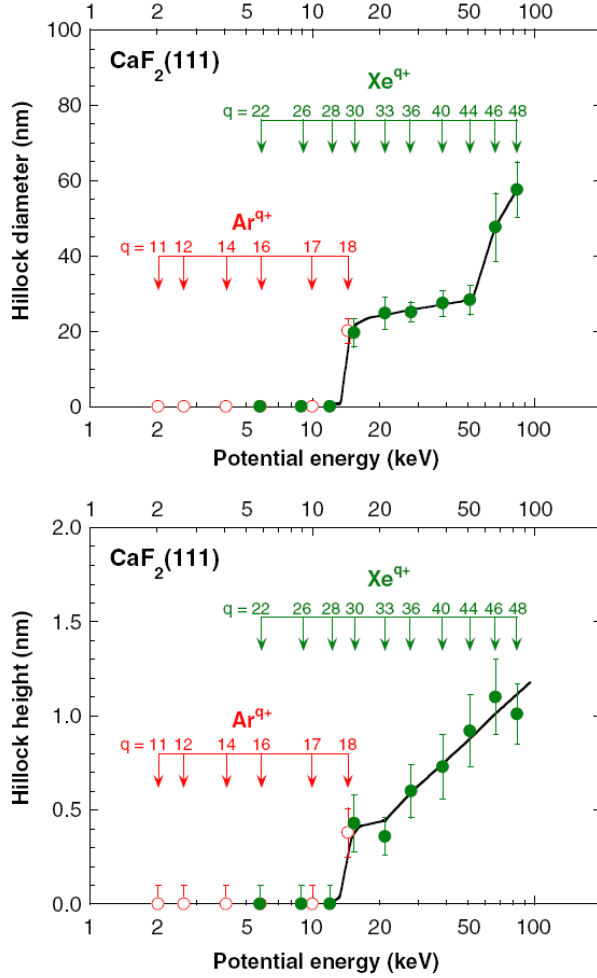 1 2 5 10 20 50 100
100
80
60
40
20
0
Hillock diameter (nm)
CaF2(111)
Xeq+
q = 22 26 28 30 33 36 40 44 46 48
Arq+
q = 11 12 14 16 17 18
1 2 5 10 20 50 100
Potential energy (keV)
1 2 5 10 20 50 100
2.0
1.5
1.0
0.5
0.0
Hillock height (nm)
CaF2(111)
Xeq+
q = 22 26 28 30 33 36 40 44 46 48
Arq+
q = 11 12 14 16 17 18
1 2 5 10 20 50 100
Potential energy (keV)